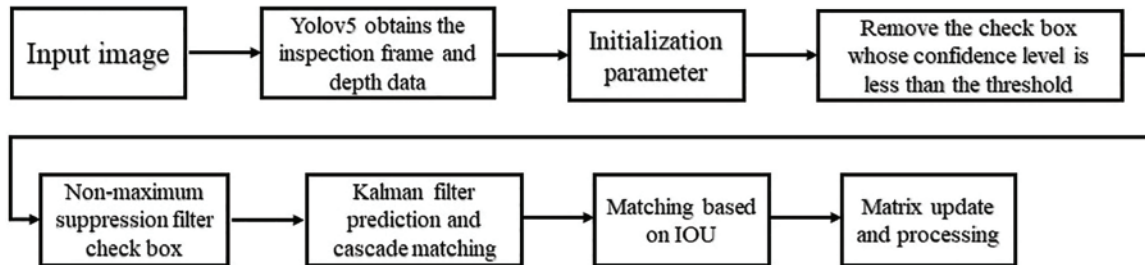 Input image
Yolov5 obtains the
inspection frame and
depth data
Initialization
parameter
Remove the check box
whose confidence level is
less than the threshold
Non-maximum
suppression filter
check box
Kalman filter
prediction and
cascade matching
Matching based
on IOU
Matrix update
and processing